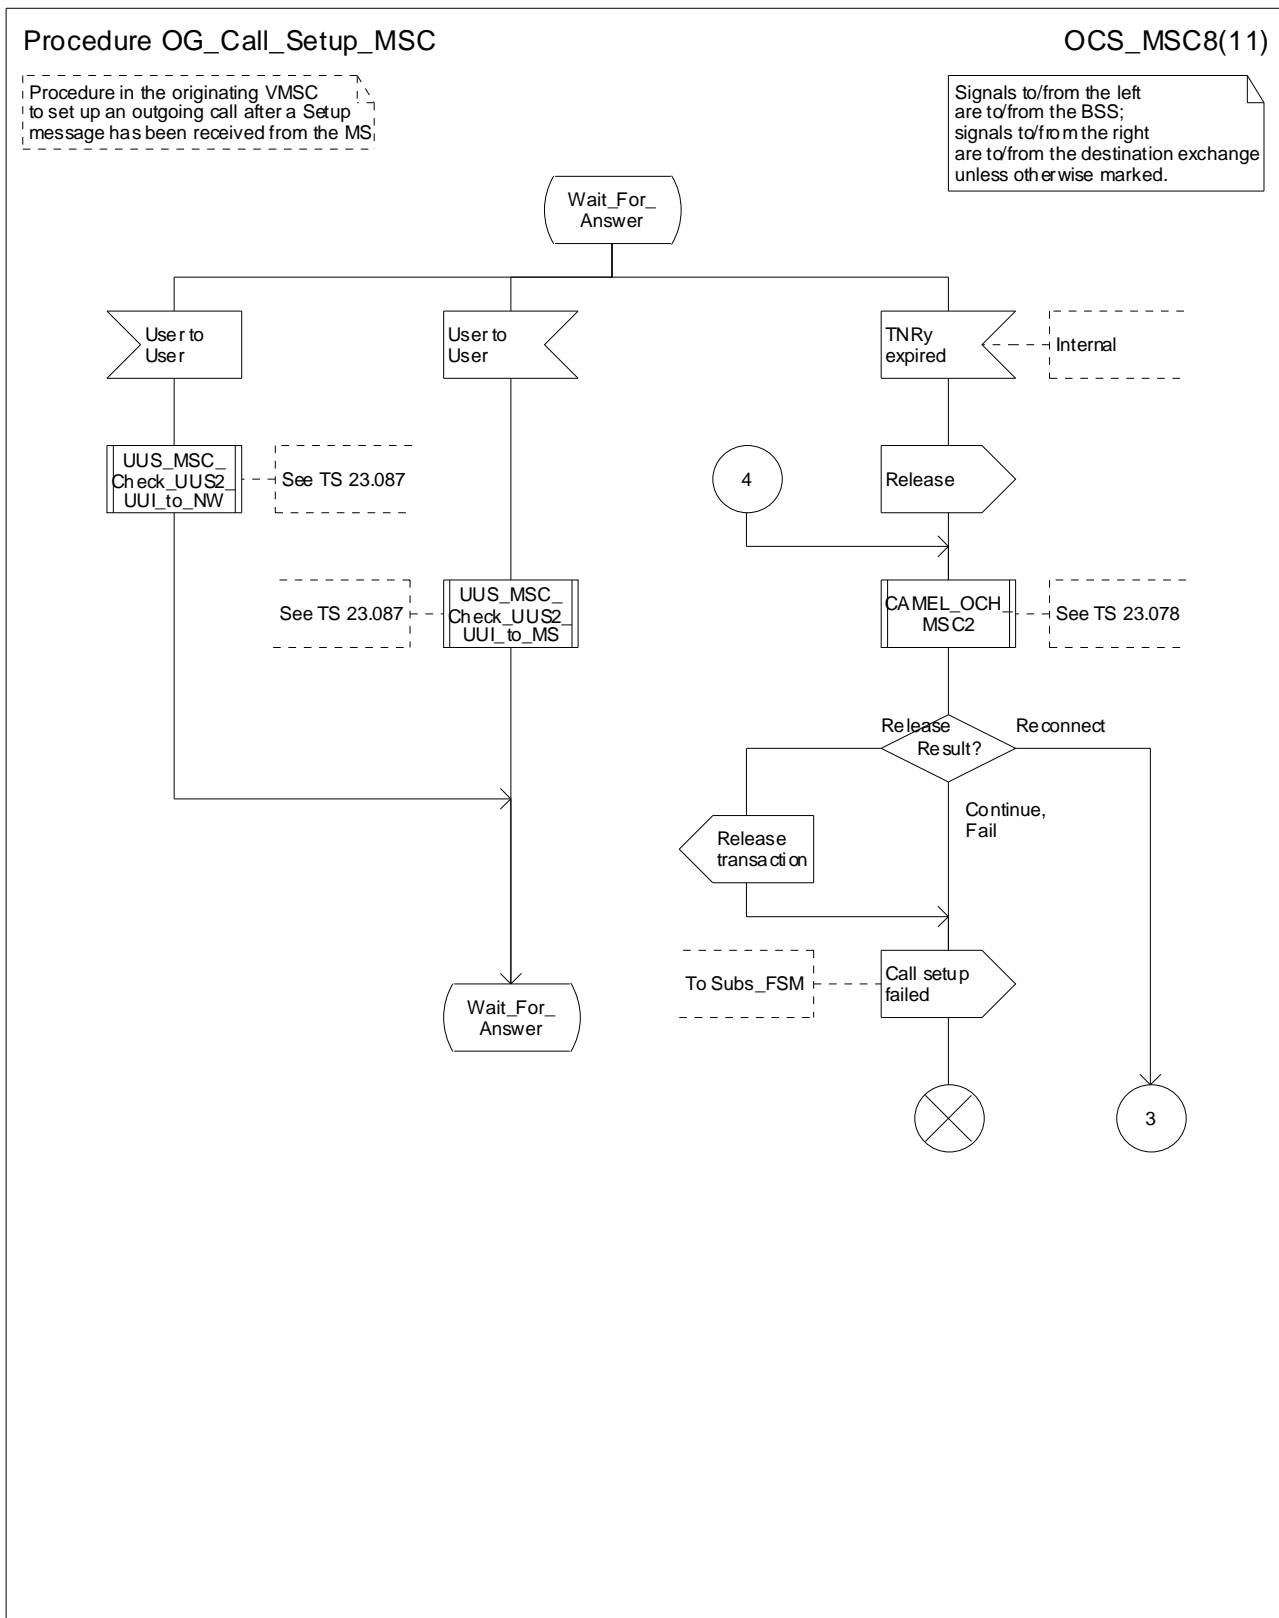 Procedure OG_Call_Setup_MSC
OCS_MSC8(11)
Procedure in the originating VMSC
to set up an outgoing call after a Setup
message has been received from the MS
Signals to/from the left
are to/from the BSS;
signals to/from the right
are to/from the destination exchange
unless otherwise marked.
Wait_For_
Answer
User to
User
User to
User
TNRy
expired
Internal
UUS_MSC_
Check_UUS2_
UUI_to_NW
See TS 23.087
4
Release
See TS 23.087
UUS_MSC_
Check_UUS2_
UUI_to_MS
CAMEL_OCH_
MSC2
See TS 23.078
Release
Result?
Reconnect
Continue,
Fail
Release
transaction
To Subs_FSM
Call setup
failed
Wait_For_
Answer
3